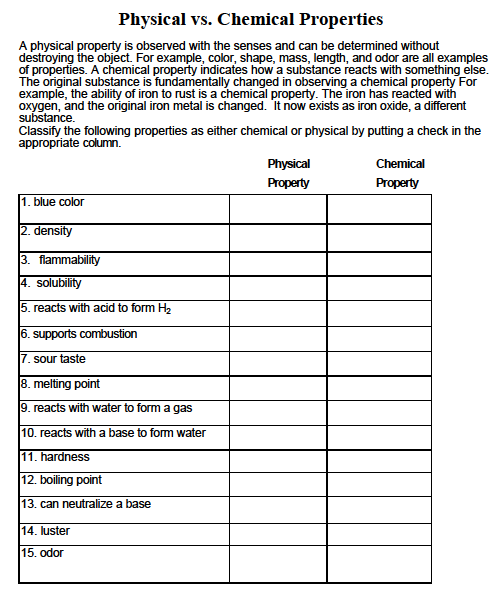 Physical vs. Chemical Properties
A physical property is observed with the senses and can be determined without
destroying the object. For example, color, shape, mass, length, and odor are all examples
of properties. A chemical property indicates how a substance reacts with something else.
The original substance is fundamentally changed in observing a chemical property For
example, the ability of iron to rust is a chemical property. The iron has reacted with
oxygen, and the original iron metal is changed. It now exists as iron oxide, a different
substance.
Classify the following properties as either chemical or physical by putting a check in the
appropriate column.
Physical Chemical
Property Property
1. blue color
2. density
3. flammability
4. solubility
5. reacts with acid to form H₂
6. supports combustion
7. sour taste
8. melting point
9. reacts with water to form a gas
10. reacts with a base to form water
11. hardness
12. boiling point
13. can neutralize a base
14. luster
15. odor